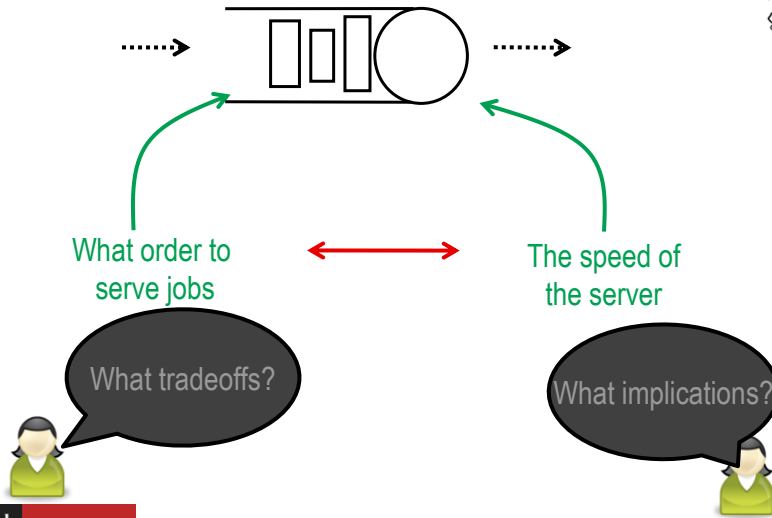 What order to
serve jobs
The speed of
the server
What tradeoffs?
What implications?